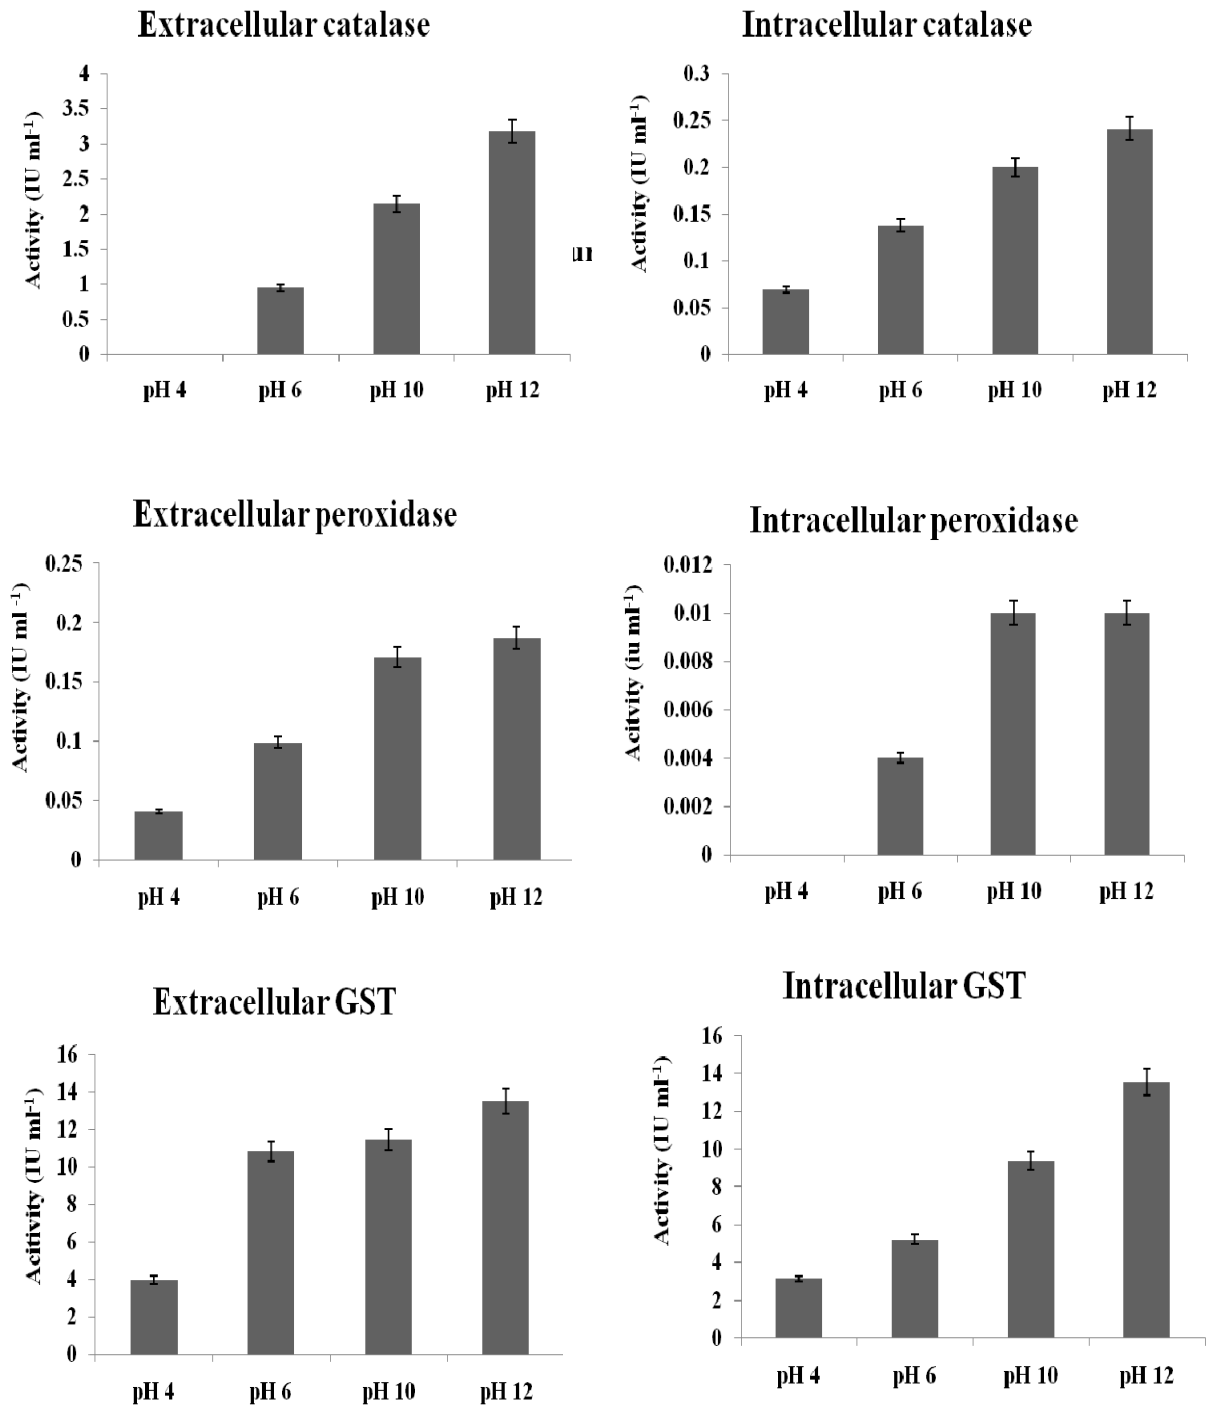 Extracellular catalase
Activity (IU ml-1)
4
3.5
3
2.5
2
1.5
1
0.5
0
pH 4 pH 6 pH 10 pH 12
Intracellular catalase
Activity (IU ml-1)
0.3
0.25
0.2
0.15
0.1
0.05
0
pH 4 pH 6 pH 10 pH 12
Extracellular peroxidase
Activity (IU ml -1)
0.25
0.2
0.15
0.1
0.05
0
pH 4 pH 6 pH 10 pH 12
Intracellular peroxidase
Acitvity (iu ml-1)
0.012
0.01
0.008
0.006
0.004
0.002
0
pH 4 pH 6 pH 10 pH 12
Extracellular GST
Acitivity (IU ml-1)
16
14
12
10
8
6
4
2
0
pH 4 pH 6 pH 10 pH 12
Intracellular GST
Activity (IU ml-1)
16
14
12
10
8
6
4
2
0
pH 4 pH 6 pH 10 pH 12